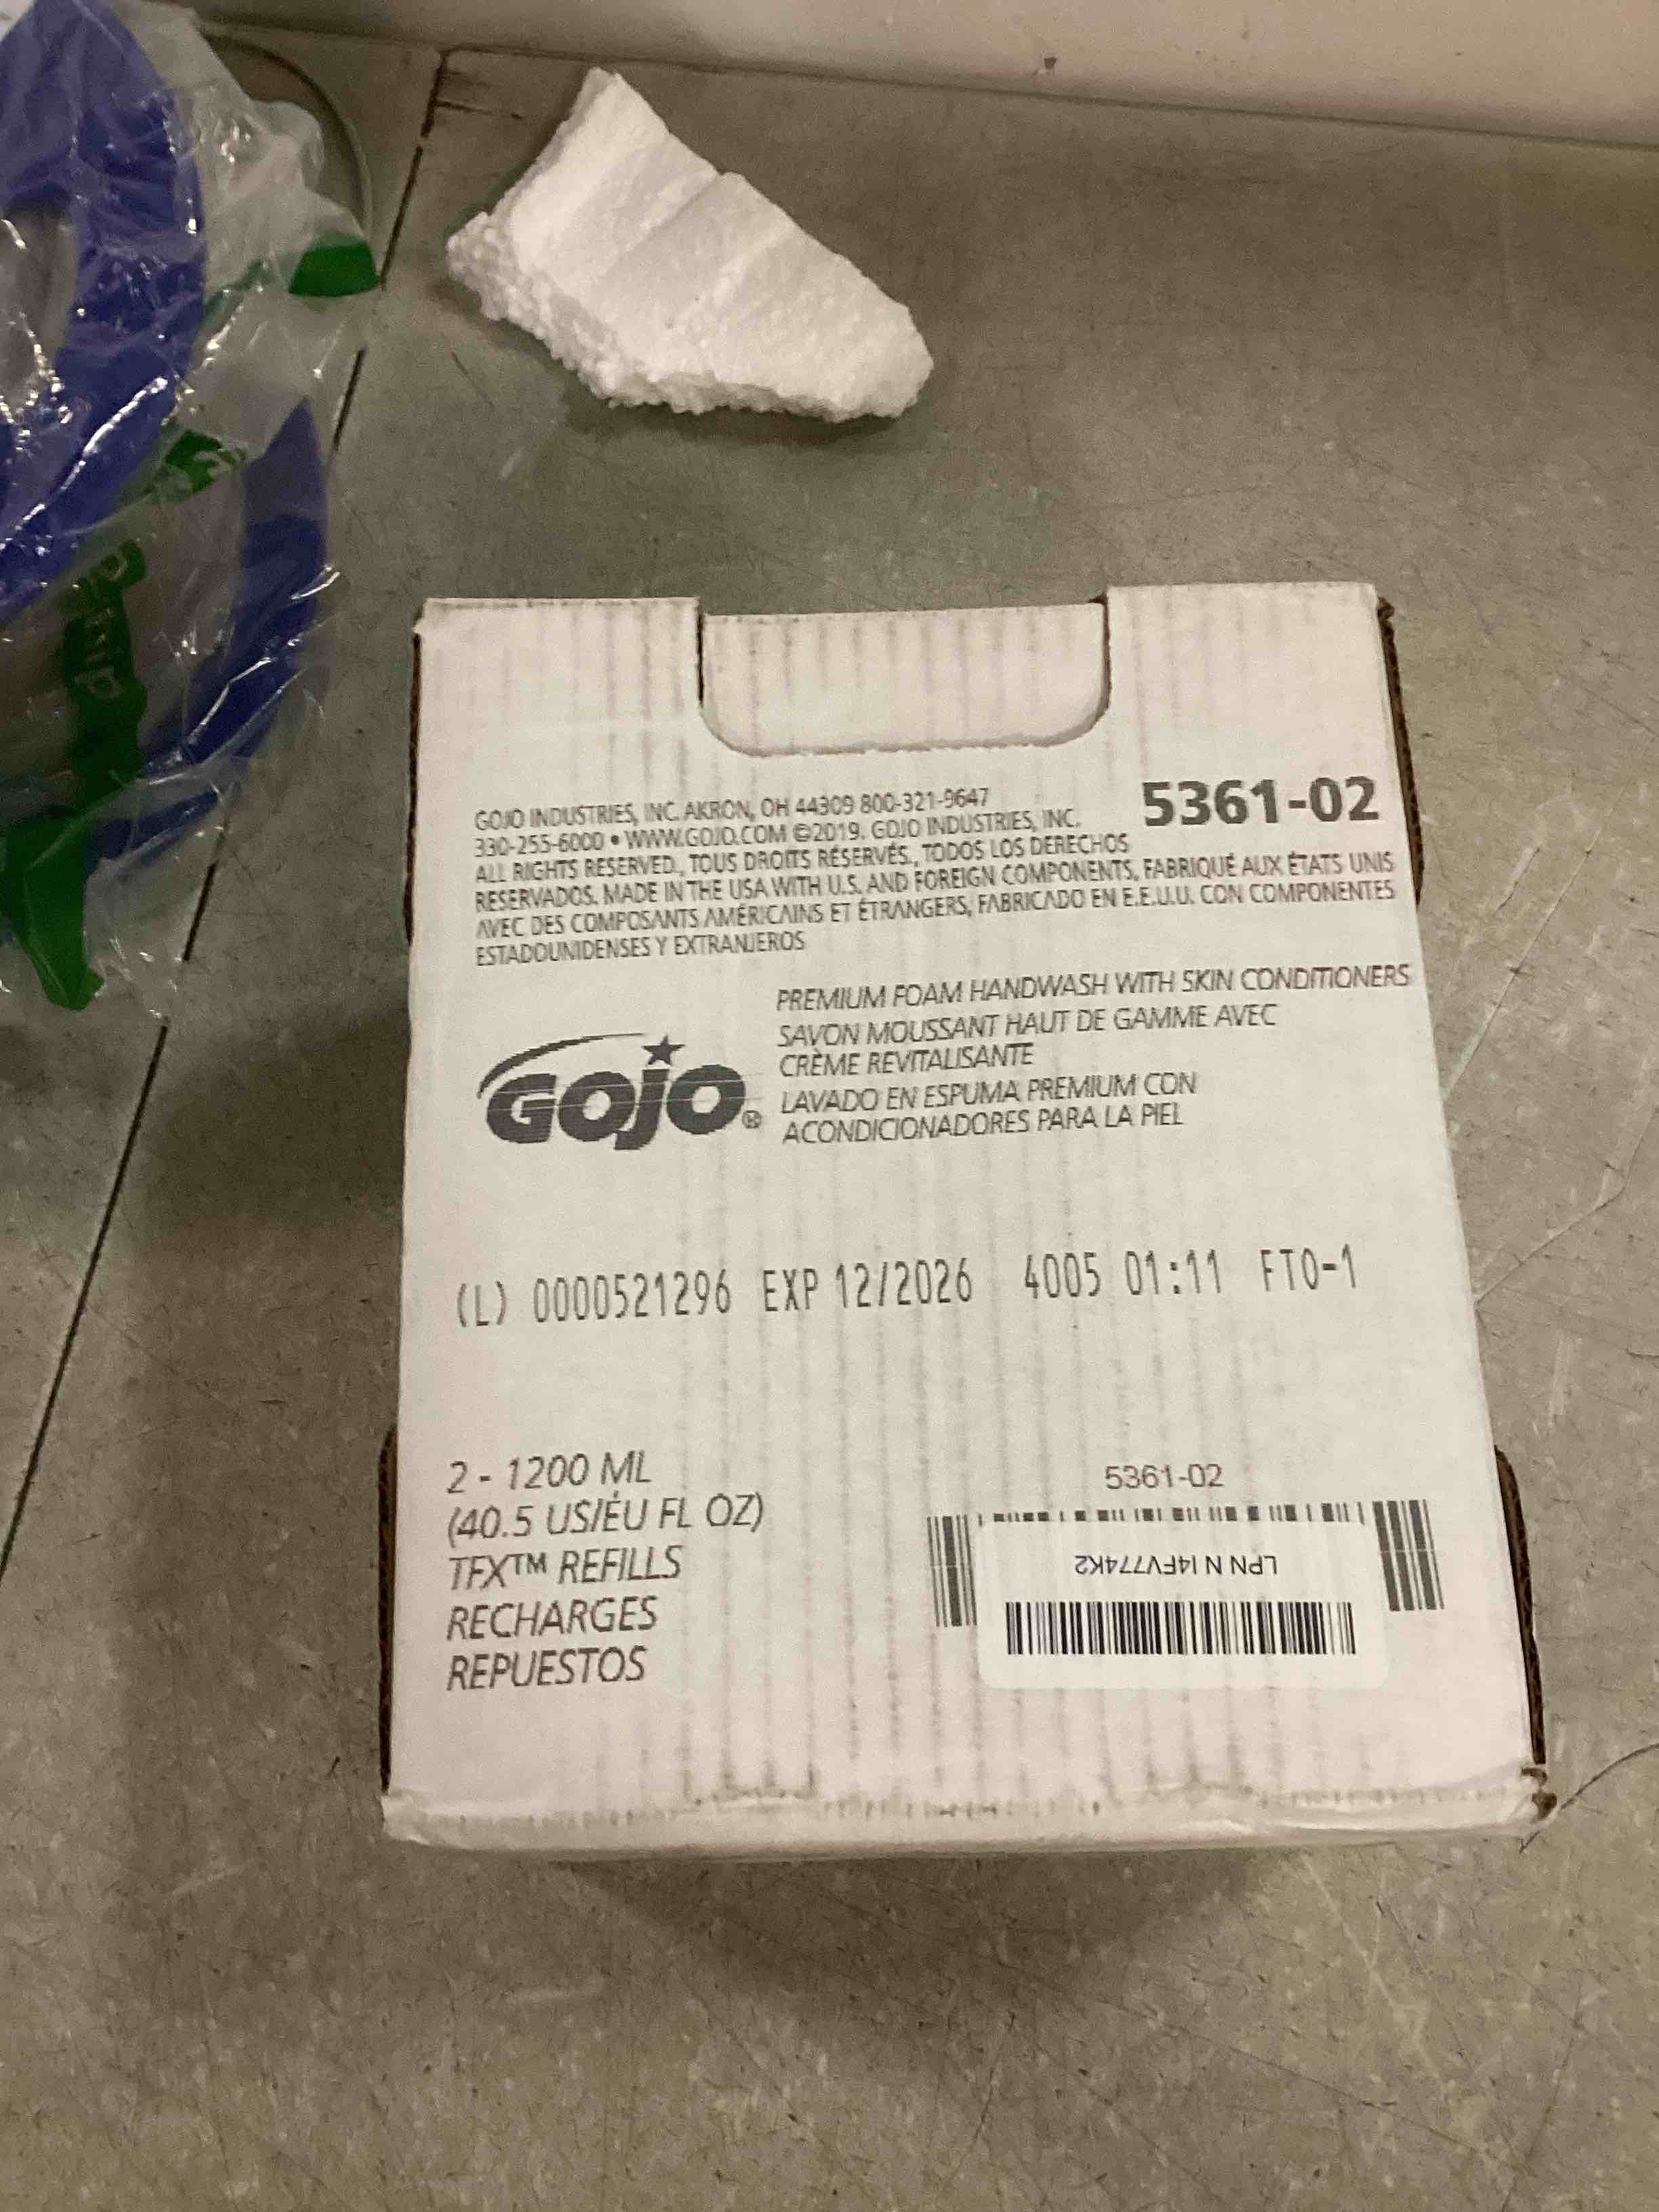 GOJO INDUSTRIES, INC. AKRON, OH 44309 800-321-9647
330-255-6000 • WWW.GOJO.COM ©2019. GOJO INDUSTRIES, INC.
ALL RIGHTS RESERVED., TOUS DROITS RÉSERVÉS., TODOS LOS DERECHOS
RESERVADOS. MADE IN THE USA WITH U.S. AND FOREIGN COMPONENTS, FABRIQUÉ AUX ÉTATS UNIS
AVEC DES COMPOSANTS AMÉRICAINS ET ÉTRANGERS, FABRICADO EN E.E.U.U. CON COMPONENTES
ESTADOUNIDENSES Y EXTRANJEROS
5361-02
GOJO®
PREMIUM FOAM HANDWASH WITH SKIN CONDITIONERS
SAVON MOUSSANT HAUT DE GAMME AVEC
CRÈME REVITALISANTE
LAVADO EN ESPUMA PREMIUM CON
ACONDICIONADORES PARA LA PIEL
(L) 0000521296 EXP 12/2026 4005 01:11 FTO-1
2 - 1200 ML
(40.5 US/ÉU FL OZ)
TFX™ REFILLS
RECHARGES
REPUESTOS
5361-02
LPN N I4FV774K2